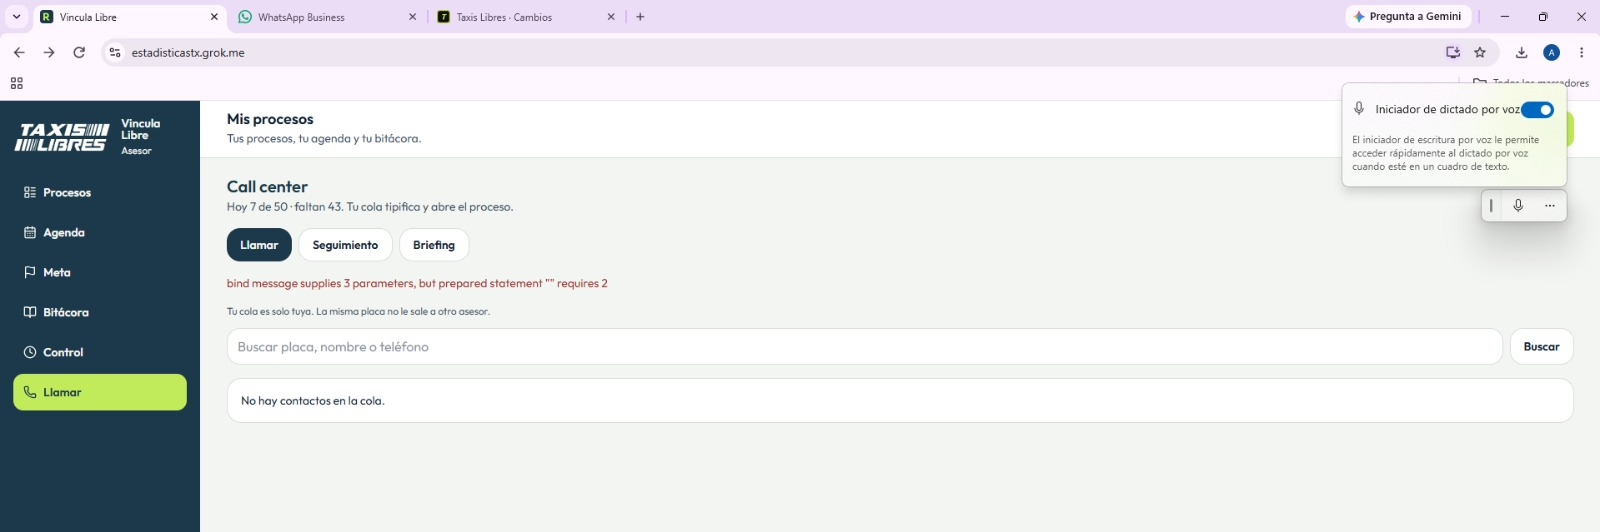 Vincula Libre
WhatsApp Business
Taxis Libres · Cambios
Pregunta a Gemini
estadisticastx.grok.me
A
TAXIS LIBRES
Vincula Libre
Asesor
Procesos
Agenda
Meta
Bitácora
Control
Llamar
Mis procesos
Tus procesos, tu agenda y tu bitácora.
Call center
Hoy 7 de 50 · faltan 43. Tu cola tipifica y abre el proceso.
Llamar
Seguimiento
Briefing
bind message supplies 3 parameters, but prepared statement "" requires 2
Tu cola es solo tuya. La misma placa no le sale a otro asesor.
Buscar placa, nombre o teléfono
Buscar
No hay contactos en la cola.
Iniciador de dictado por voz
El iniciador de escritura por voz le permite
acceder rápidamente al dictado por voz
cuando esté en un cuadro de texto.